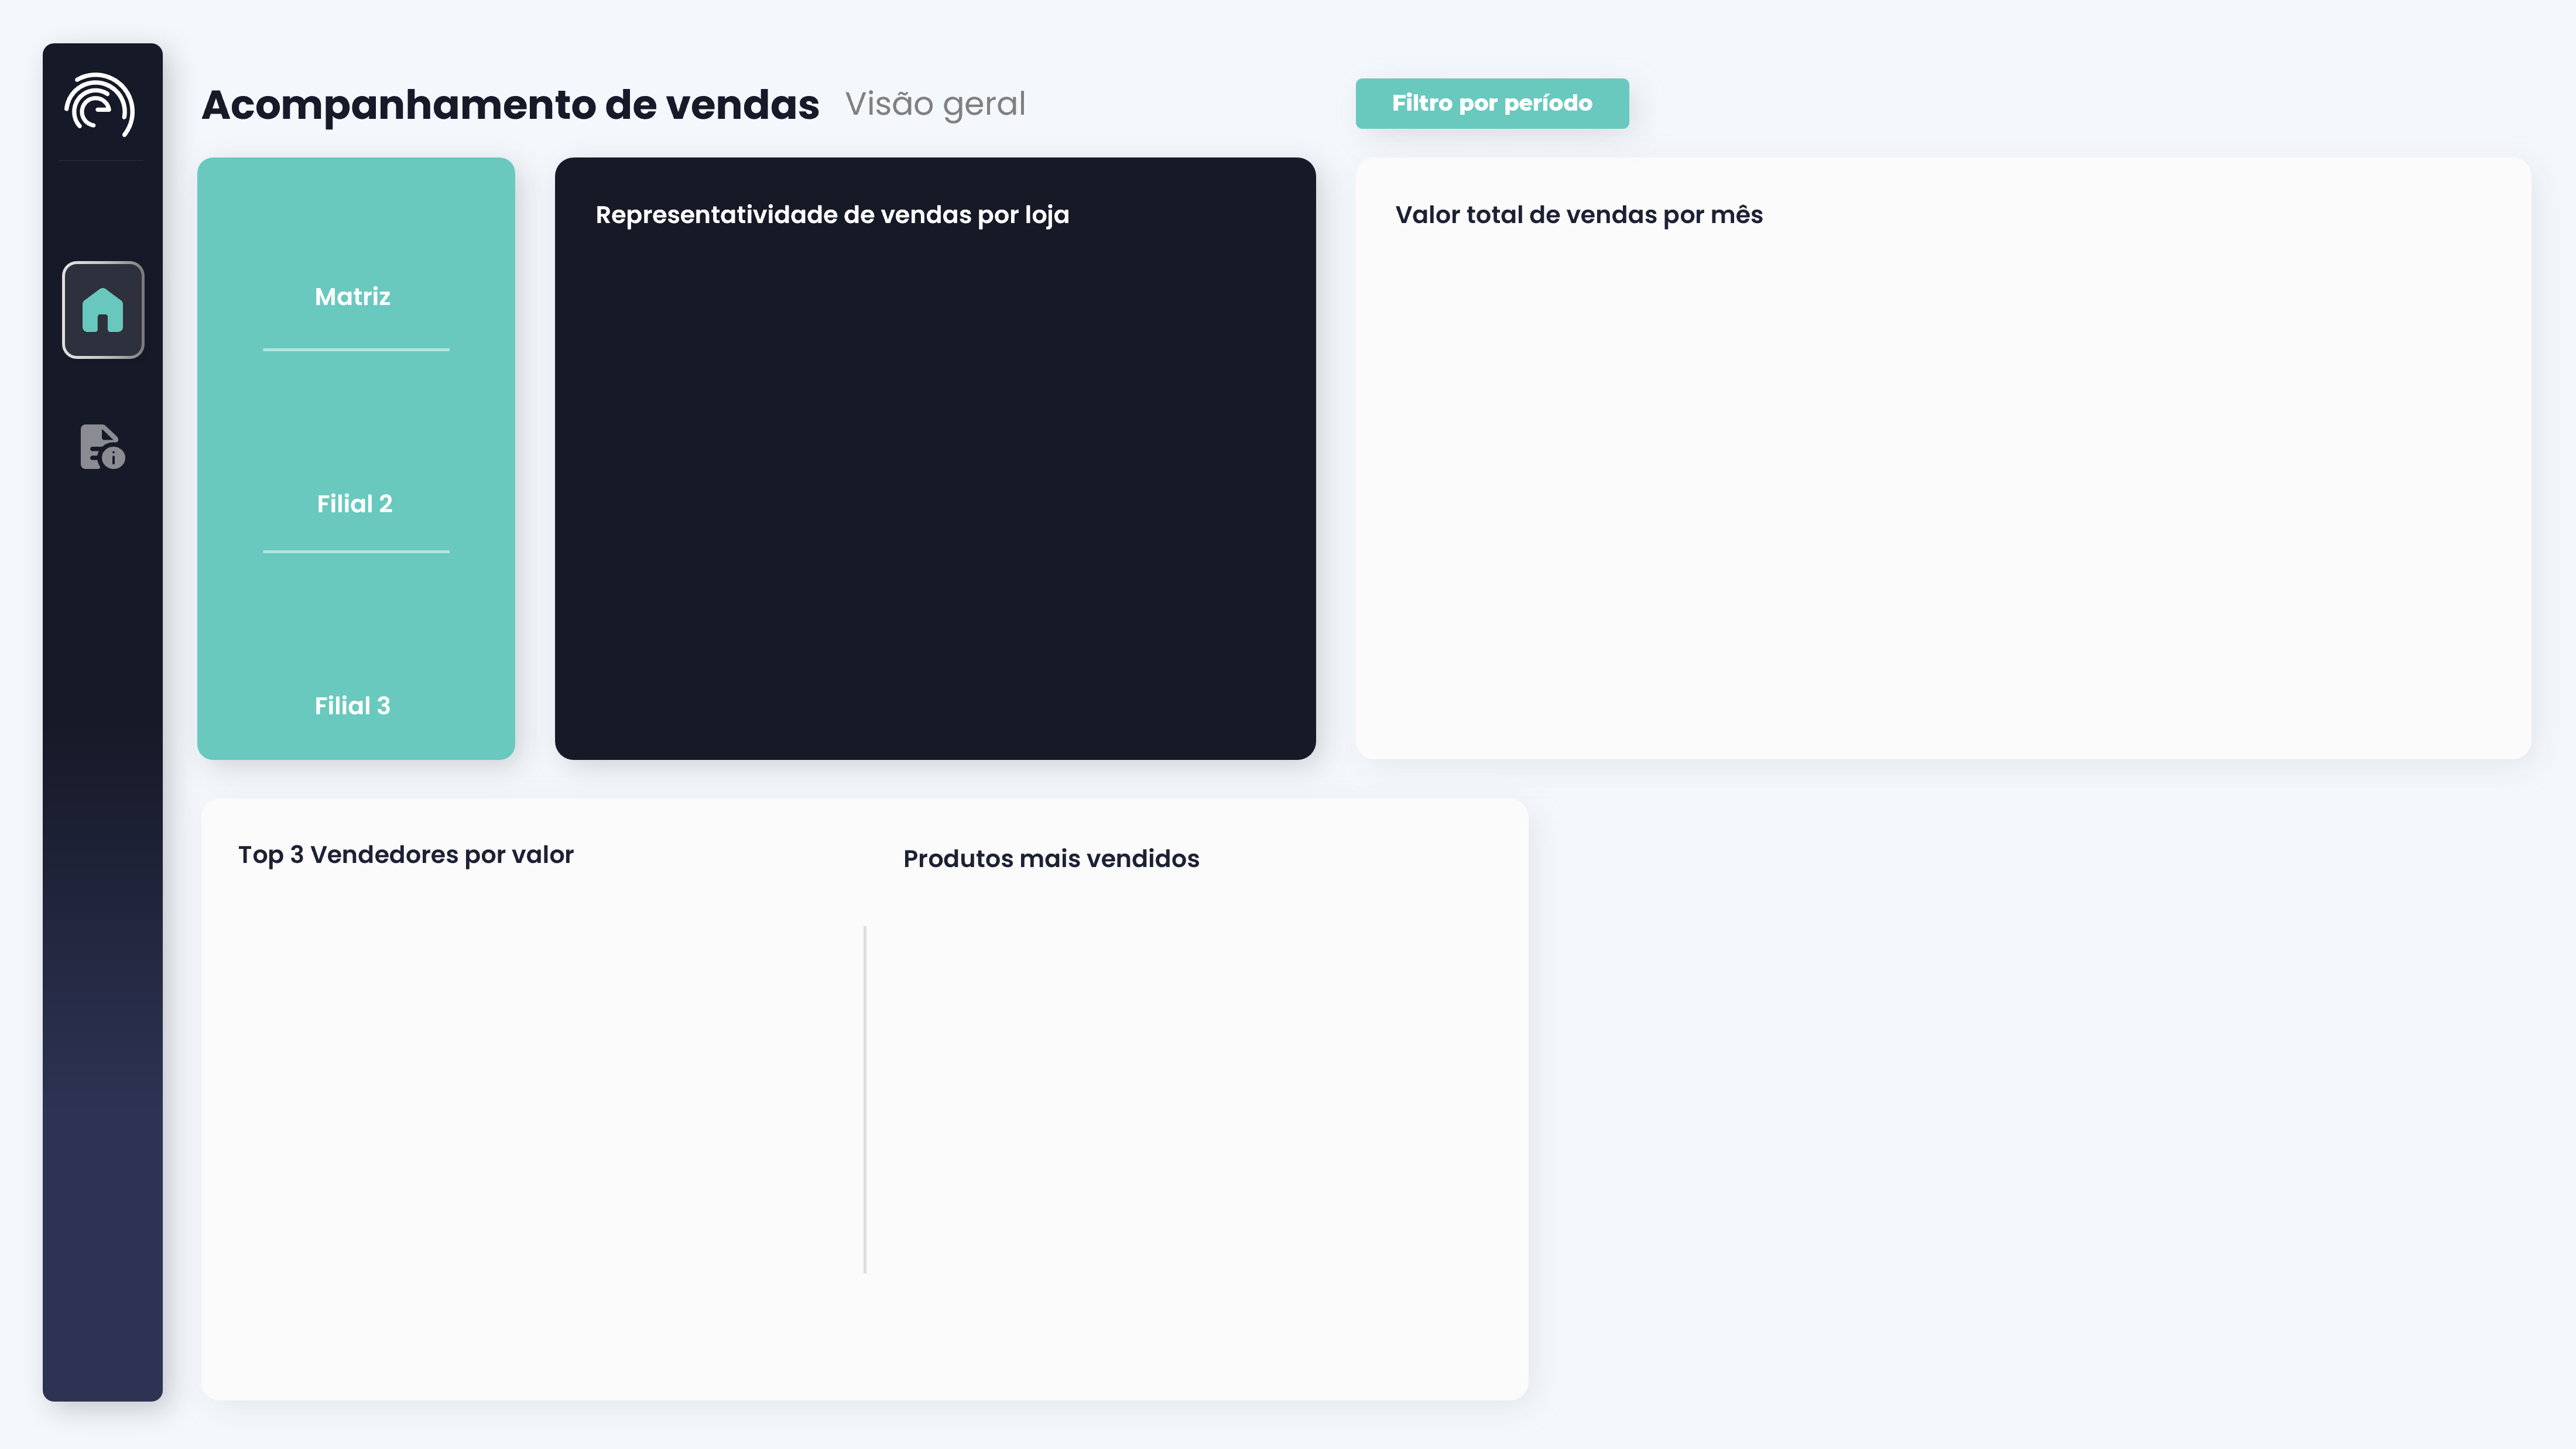 Acompanhamento de vendas Visão geral
Filtro por período
Matriz
Filial 2
Filial 3
Representatividade de vendas por loja
Valor total de vendas por mês
Top 3 Vendedores por valor
Produtos mais vendidos